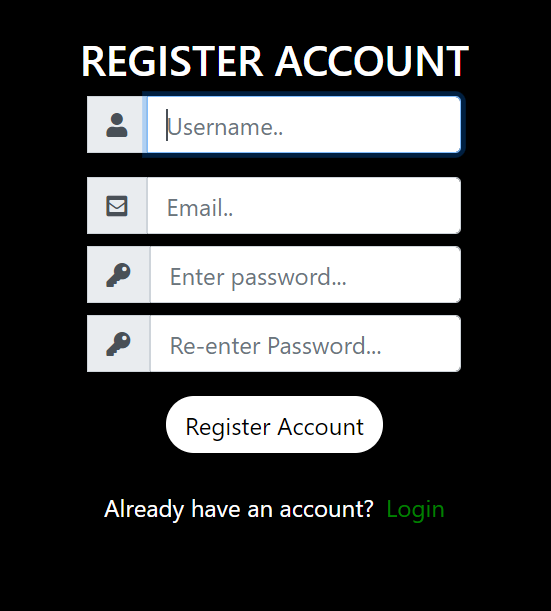 REGISTER ACCOUNT
Username..
Email..
Enter password...
Re-enter Password...
Register Account
Already have an account? Login